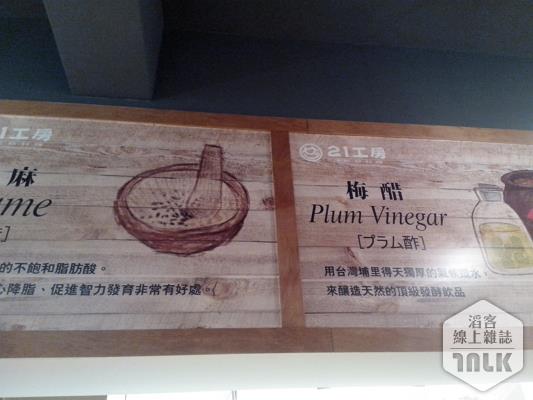 21工房
麻
ame
的不飽和脂肪酸。
心降脂、促進智力發育非常有好處。
21工房
梅醋
Plum Vinegar
[プラム酢]
用台灣埔里得天獨厚的氣候
來釀造天然的頂級發酵飲品
滔客
線上雜誌
TALK